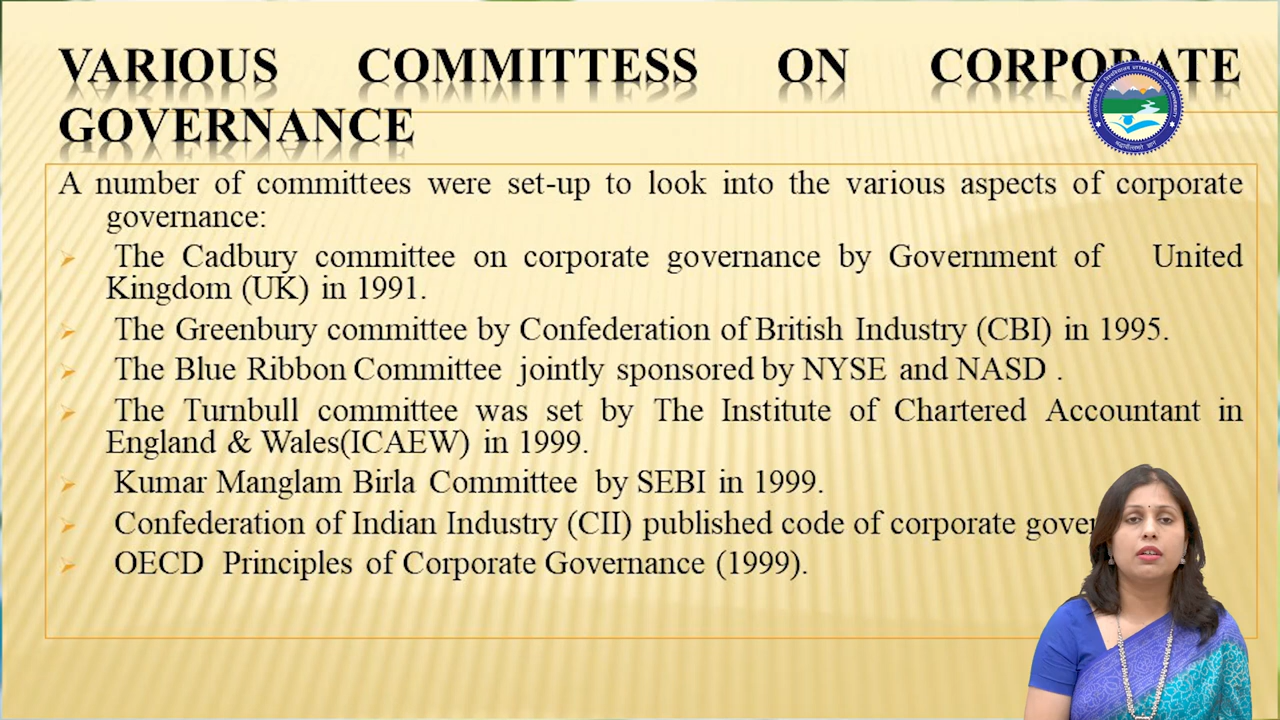 VARIOUS COMMITTESS ON CORPORATE
GOVERNANCE
A number of committees were set-up to look into the various aspects of corporate
governance:
The Cadbury committee on corporate governance by Government of United
Kingdom (UK) in 1991.
The Greenbury committee by Confederation of British Industry (CBI) in 1995.
The Blue Ribbon Committee jointly sponsored by NYSE and NASD .
The Turnbull committee was set by The Institute of Chartered Accountant in
England & Wales(ICAEW) in 1999.
Kumar Manglam Birla Committee by SEBI in 1999.
Confederation of Indian Industry (CII) published code of corporate gover
OECD Principles of Corporate Governance (1999).
UTTARAKHAND OPEN UNIVERSITY